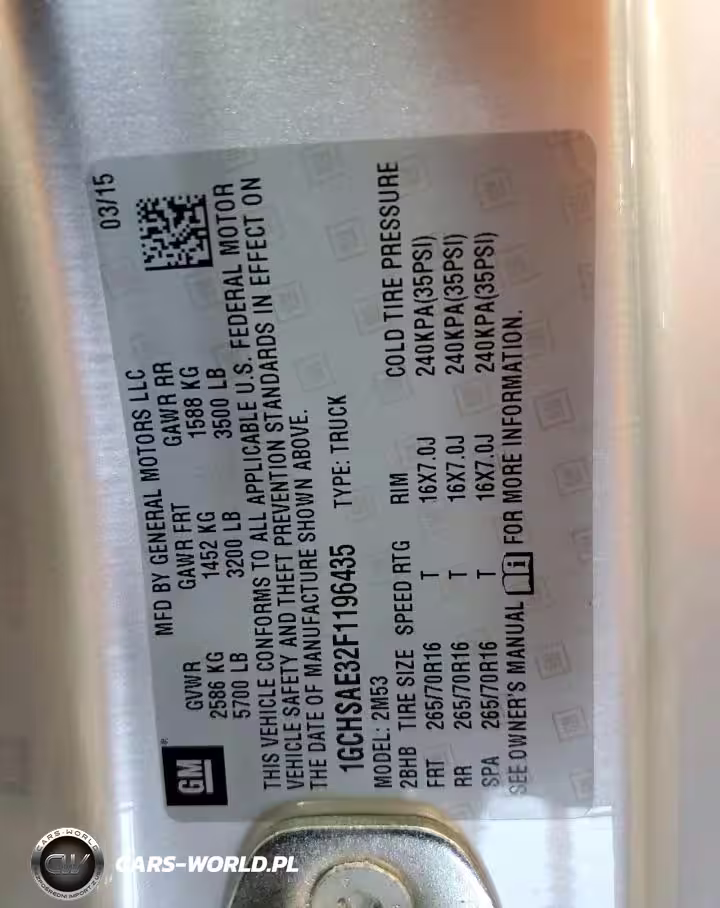 MFD BY GENERAL MOTORS LLC 03/15
GM®
GVWR GAWR FRT GAWR RR
2586 KG 1452 KG 1588 KG
5700 LB 3200 LB 3500 LB
THIS VEHICLE CONFORMS TO ALL APPLICABLE U.S. FEDERAL MOTOR
VEHICLE SAFETY AND THEFT PREVENTION STANDARDS IN EFFECT ON
THE DATE OF MANUFACTURE SHOWN ABOVE.
1GCHSAE32F1196435 TYPE: TRUCK
MODEL: 2M53
2BHB TIRE SIZE SPEED RTG RIM COLD TIRE PRESSURE
FRT 265/70R16 T 16X7.0J 240KPA(35PSI)
RR 265/70R16 T 16X7.0J 240KPA(35PSI)
SPA 265/70R16 T 16X7.0J 240KPA(35PSI)
SEE OWNER'S MANUAL i FOR MORE INFORMATION.
CARS-WORLD
CW
CARS-WORLD.PL